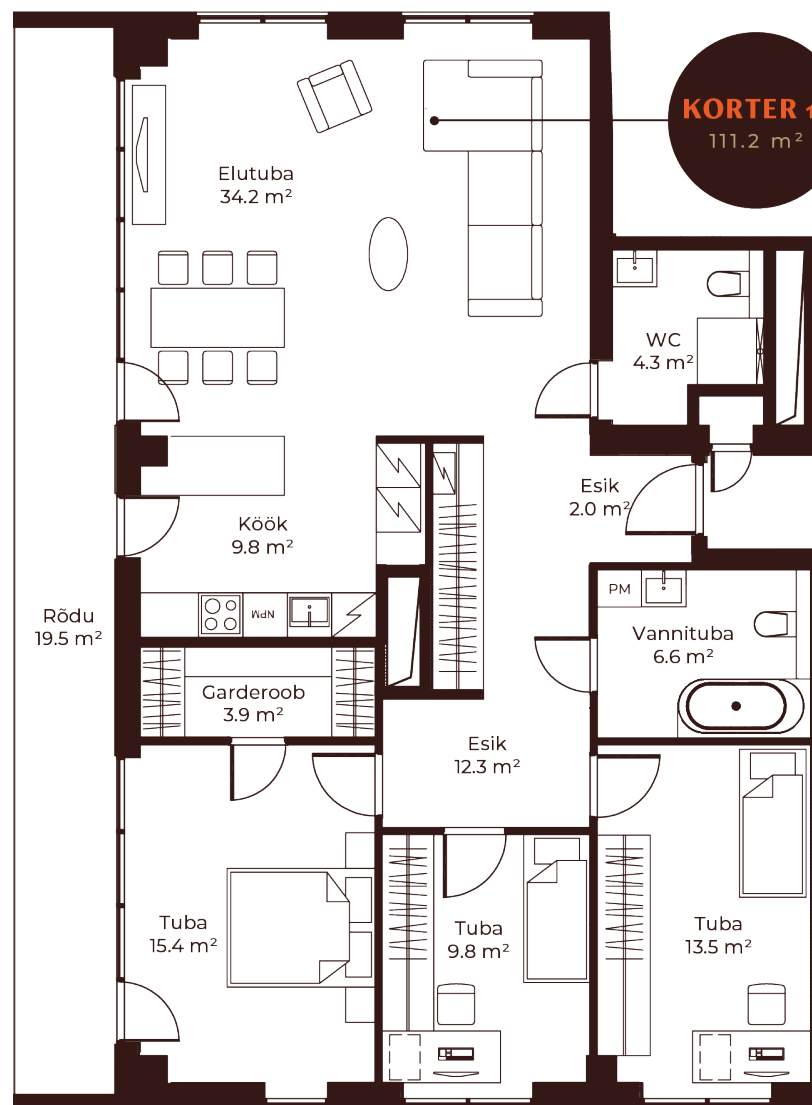 KORTER
111.2 m²
Elutuba
34.2 m²
WC
4.3 m²
Esik
2.0 m²
Köök
9.8 m²
Rõdu
19.5 m²
NPM
PM
Vannituba
6.6 m²
Garderoob
3.9 m²
Esik
12.3 m²
Tuba
15.4 m²
Tuba
9.8 m²
Tuba
13.5 m²